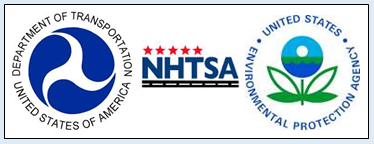 DEPARTMENT OF TRANSPORTATION
UNITED STATES OF AMERICA
NHTSA
UNITED STATES
ENVIRONMENTAL PROTECTION AGENCY